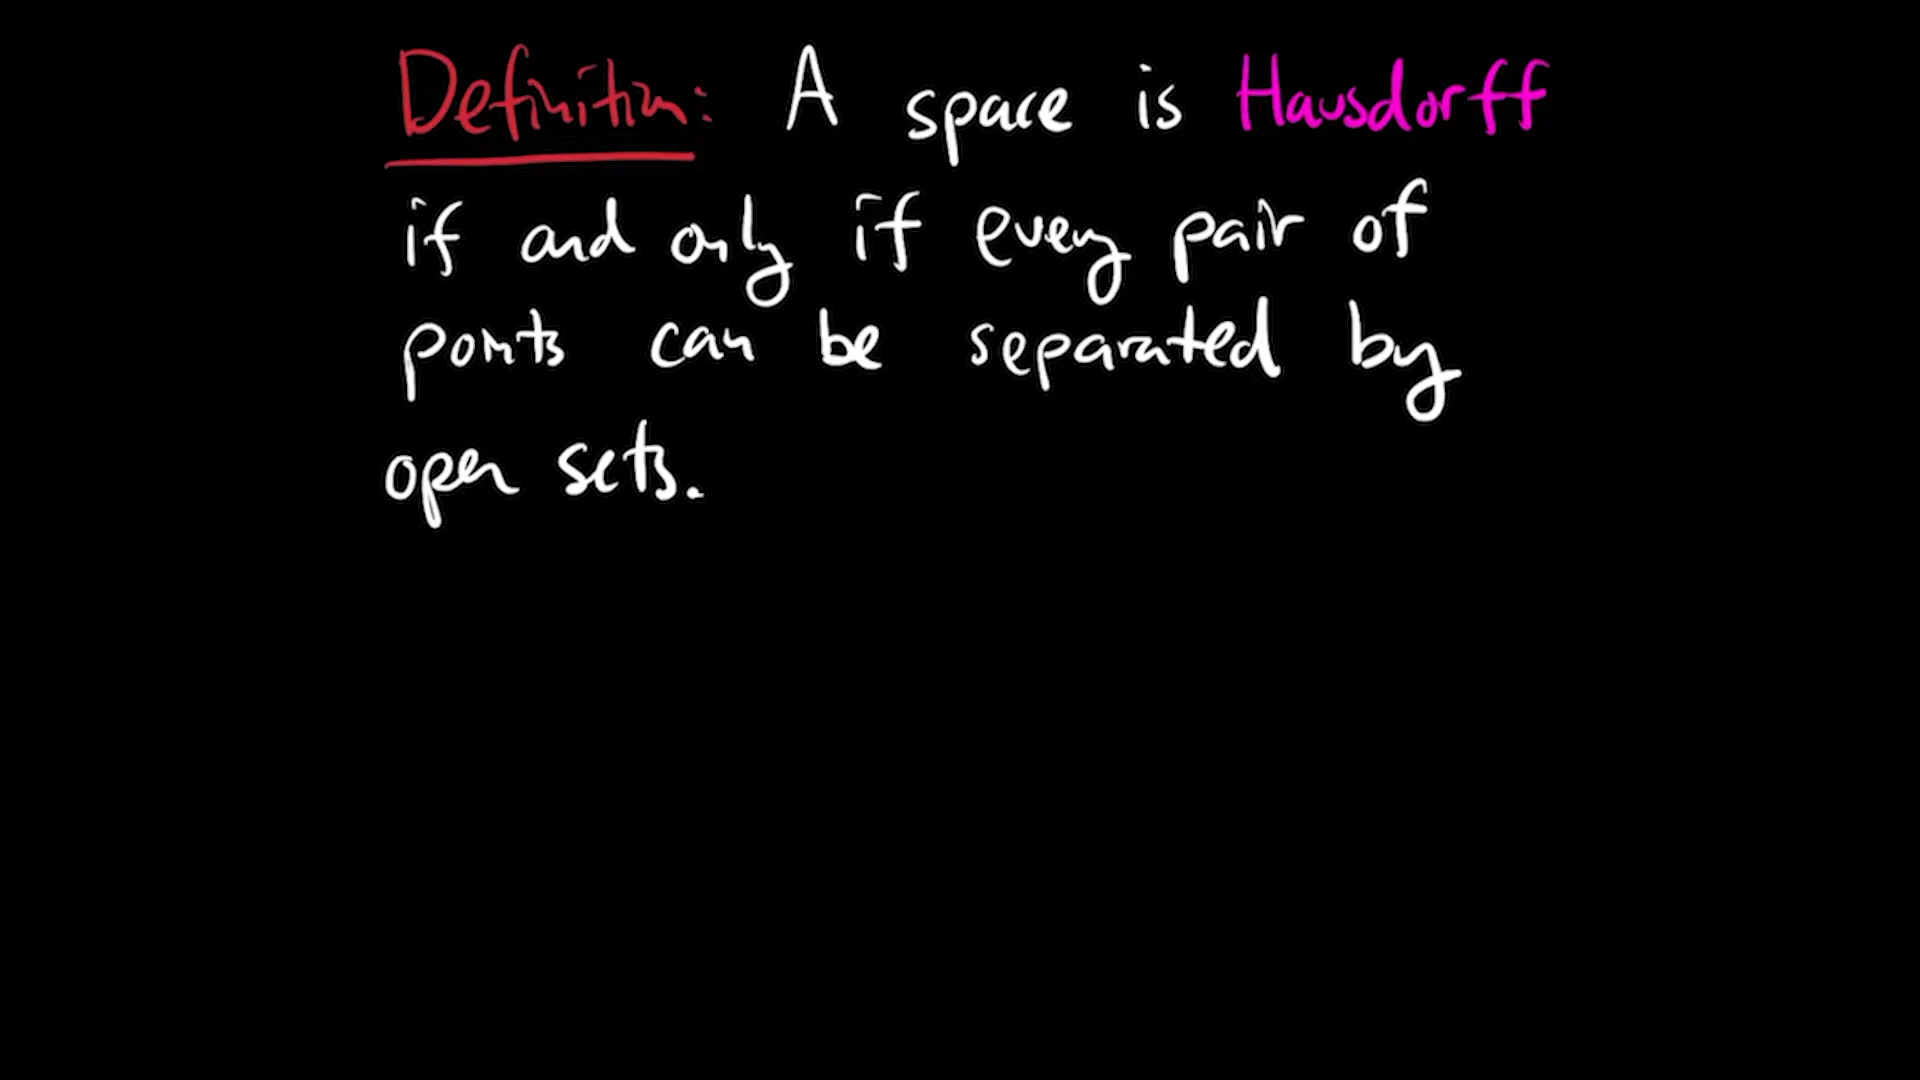 Definition: A space is Hausdorff
if and only if every pair of
points can be separated by
open sets.